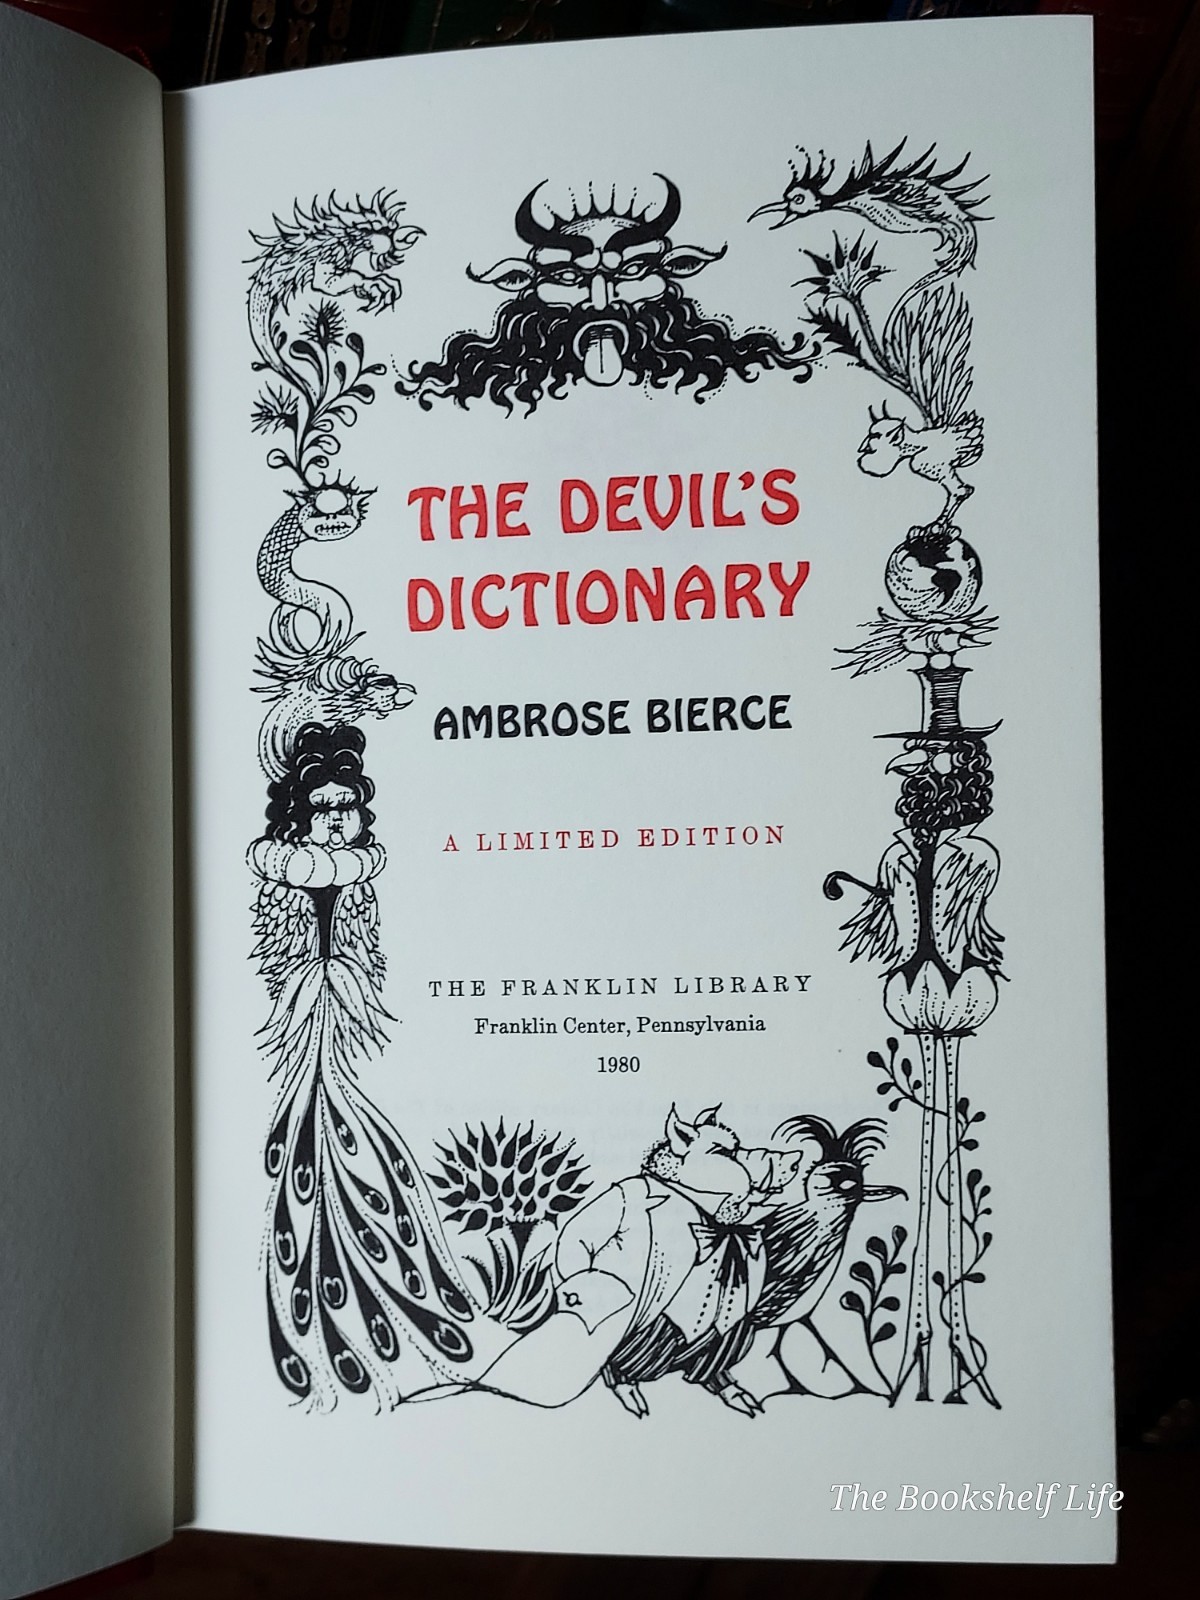 THE DEVIL'S
DICTIONARY
AMBROSE BIERCE
A LIMITED EDITION
THE FRANKLIN LIBRARY
Franklin Center, Pennsylvania
1980
The Bookshelf Life